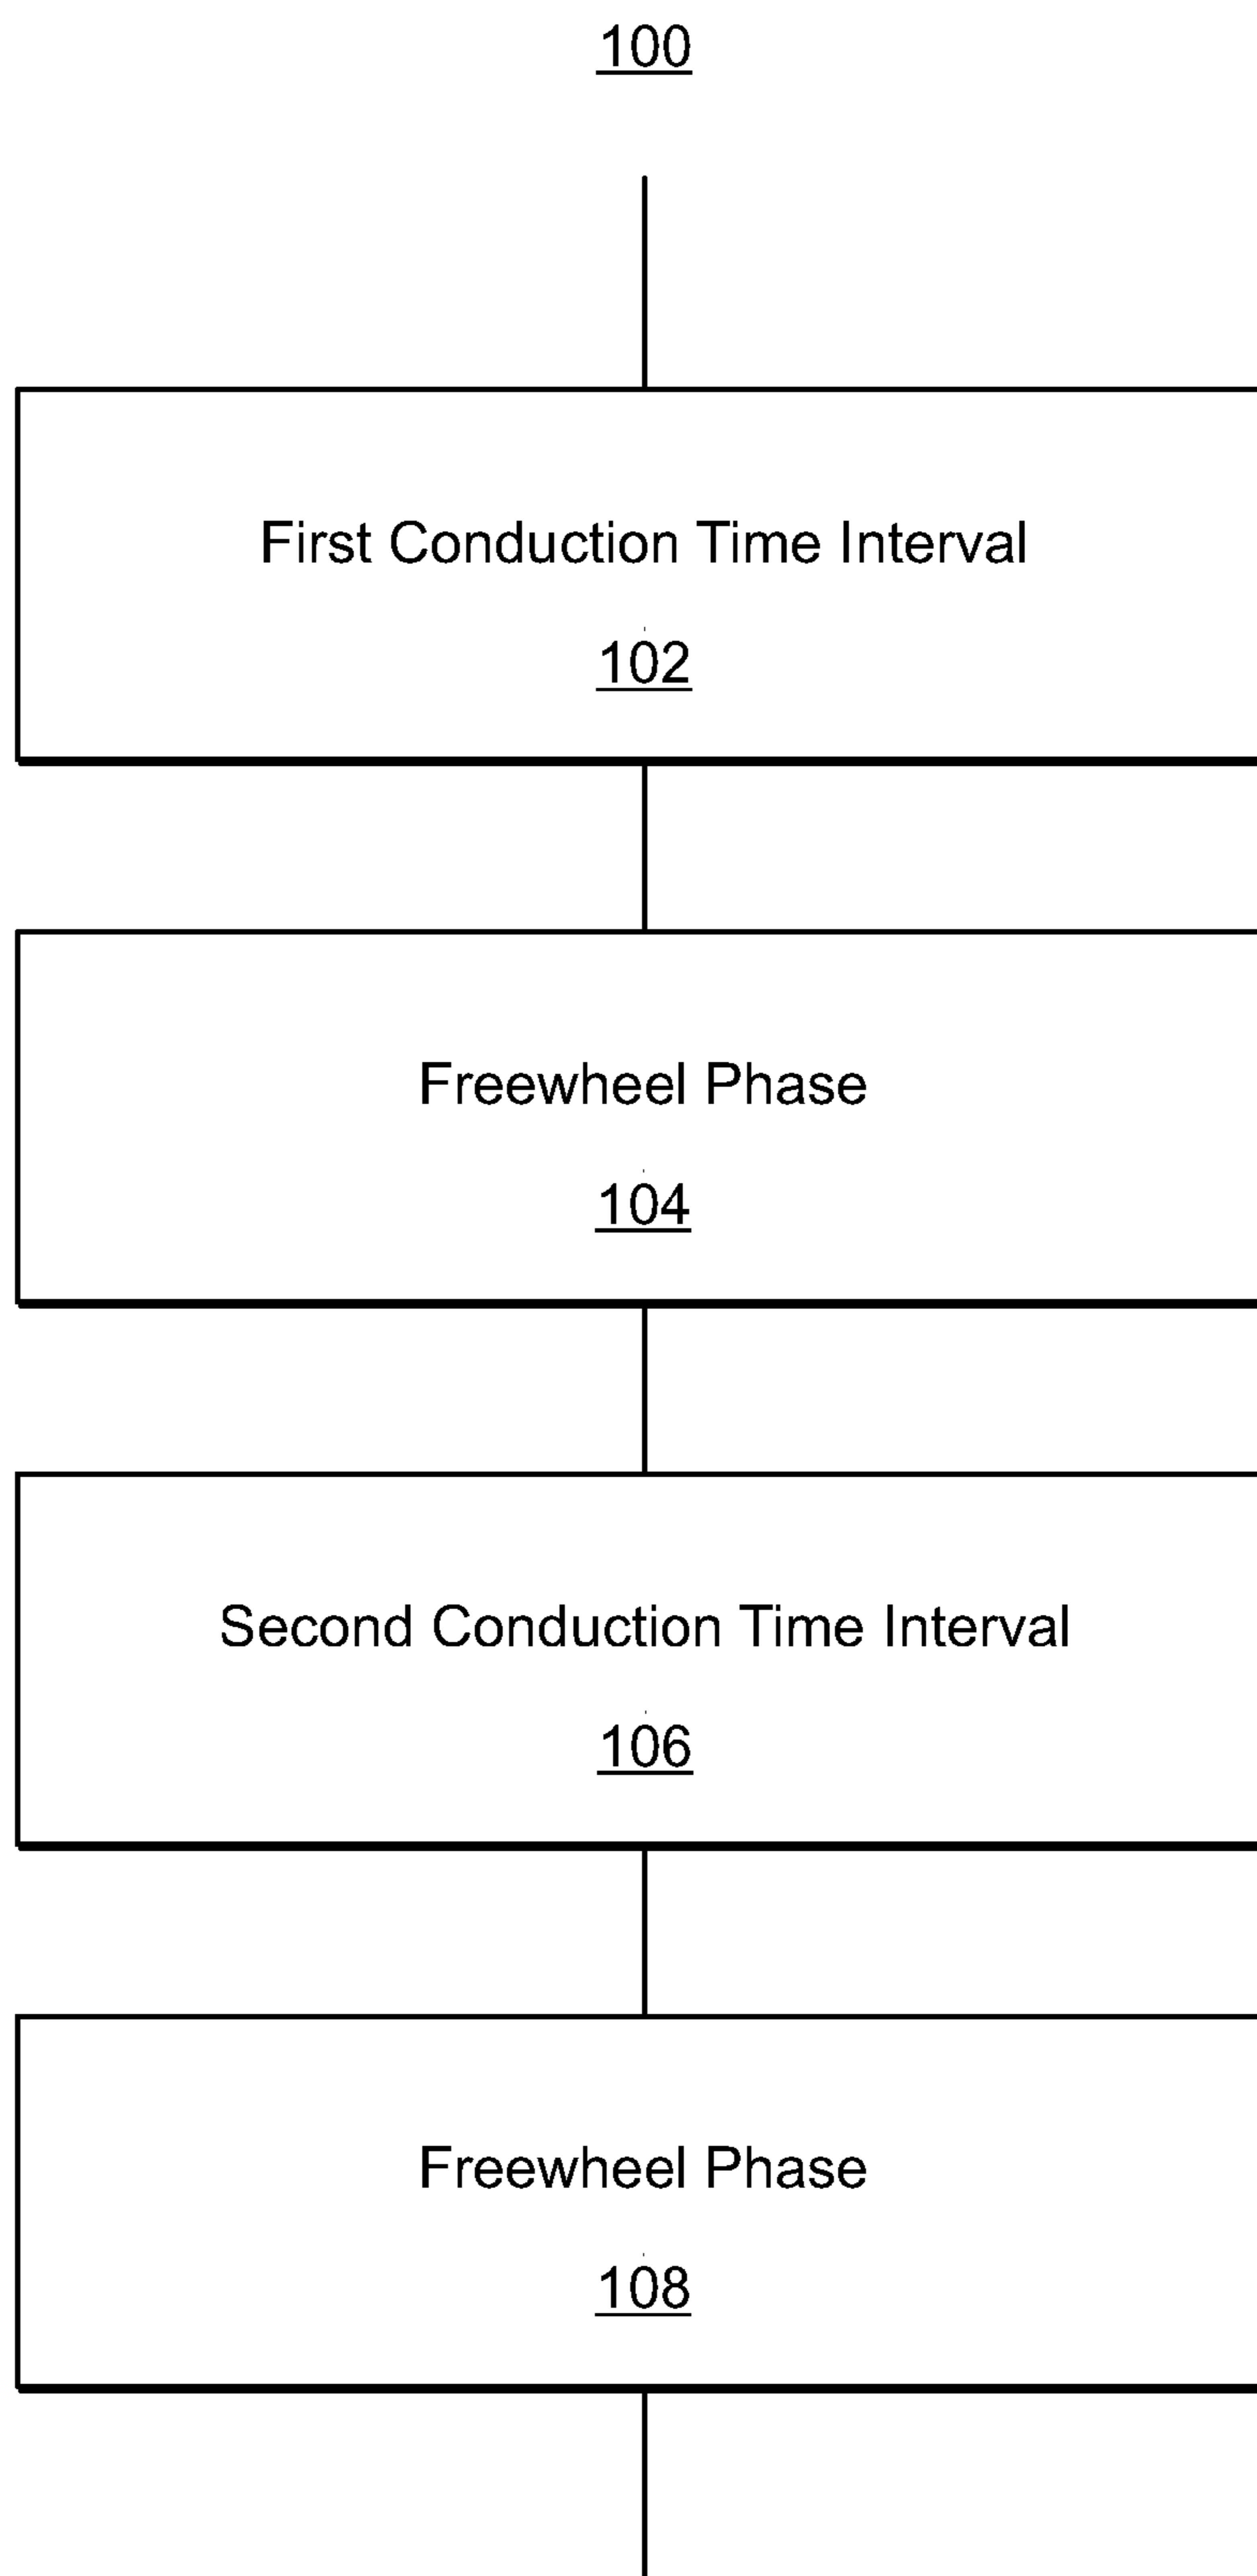 100
First Conduction Time Interval
102
Freewheel Phase
104
Second Conduction Time Interval
106
Freewheel Phase
108